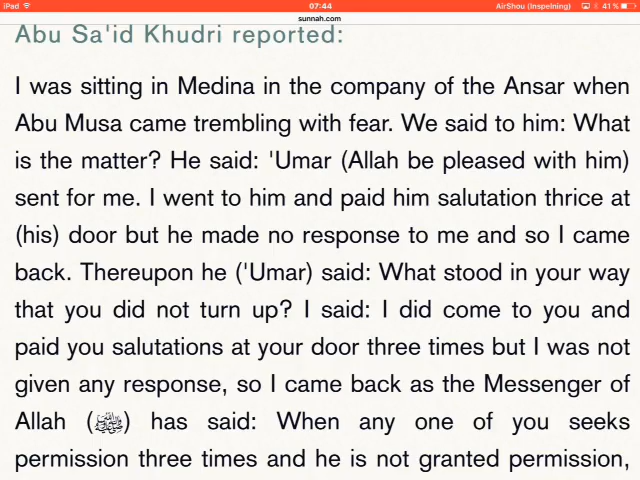 iPad 07:44 AirShou (Inspelning) 41 %
sunnah.com
Abu Sa'id Khudri reported:
I was sitting in Medina in the company of the Ansar when
Abu Musa came trembling with fear. We said to him: What
is the matter? He said: 'Umar (Allah be pleased with him)
sent for me. I went to him and paid him salutation thrice at
(his) door but he made no response to me and so I came
back. Thereupon he ('Umar) said: What stood in your way
that you did not turn up? I said: I did come to you and
paid you salutations at your door three times but I was not
given any response, so I came back as the Messenger of
Allah (ﷺ) has said: When any one of you seeks
permission three times and he is not granted permission,